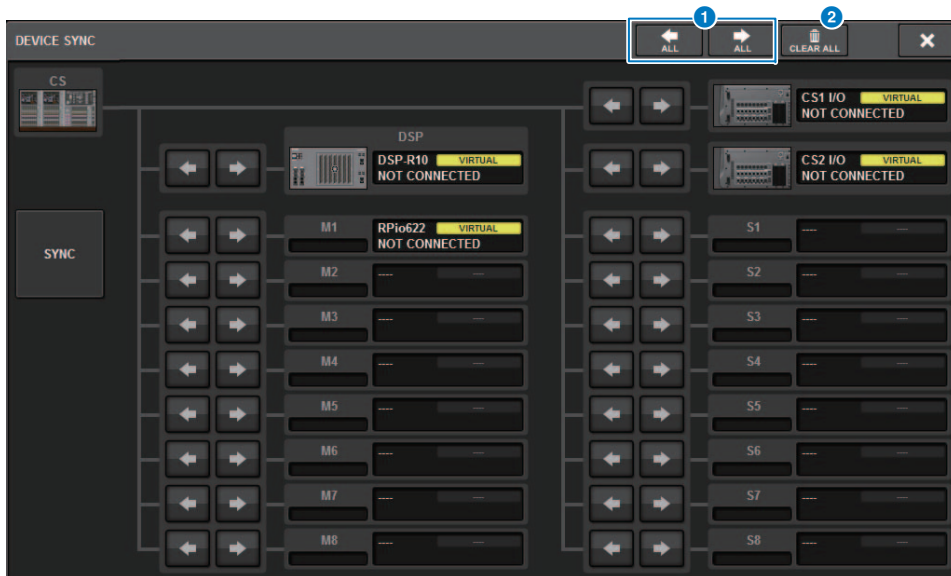 1
2
DEVICE SYNC
ALL
ALL
CLEAR ALL
CS
CS1 I/O VIRTUAL
NOT CONNECTED
DSP
DSP-R10 VIRTUAL
NOT CONNECTED
CS2 I/O VIRTUAL
NOT CONNECTED
SYNC
M1 RPio622 VIRTUAL
NOT CONNECTED
S1 ---- ---
M2 ---- ---
S2 ---- ---
M3 ---- ---
S3 ---- ---
M4 ---- ---
S4 ---- ---
M5 ---- ---
S5 ---- ---
M6 ---- ---
S6 ---- ---
M7 ---- ---
S7 ---- ---
M8 ---- ---
S8 ---- ---